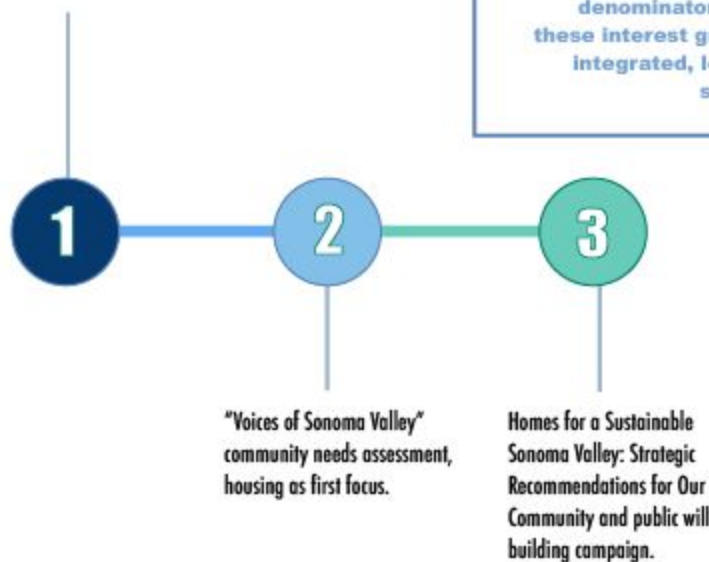 denominator
these interest
integrated,
1
2
3
"Voices of Sonoma Valley"
community needs assessment,
housing as first focus.
Homes for a Sustainable
Sonoma Valley: Strategic
Recommendations for Our
Community and public will
building campaign.